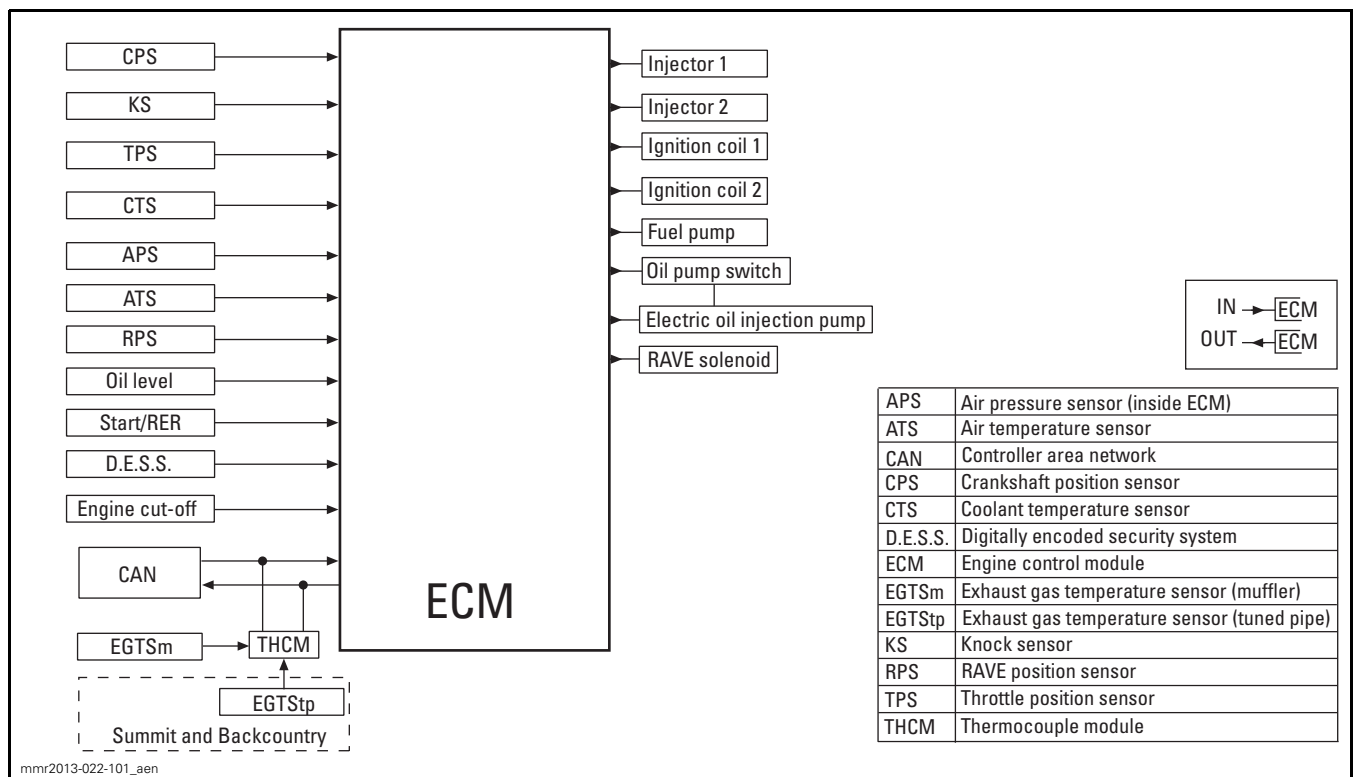 CPS
KS
TPS
CTS
APS
ATS
RPS
Oil level
Start/RER
D.E.S.S.
Engine cut-off
CAN
EGTSm
THCM
EGTStp
Summit and Backcountry
ECM
Injector 1
Injector 2
Ignition coil 1
Ignition coil 2
Fuel pump
Oil pump switch
Electric oil injection pump
RAVE solenoid
IN ECM
OUT ECM
APS Air pressure sensor (inside ECM)
ATS Air temperature sensor
CAN Controller area network
CPS Crankshaft position sensor
CTS Coolant temperature sensor
D.E.S.S. Digitally encoded security system
ECM Engine control module
EGTSm Exhaust gas temperature sensor (muffler)
EGTStp Exhaust gas temperature sensor (tuned pipe)
KS Knock sensor
RPS RAVE position sensor
TPS Throttle position sensor
THCM Thermocouple module
mmr2013-022-101_aen